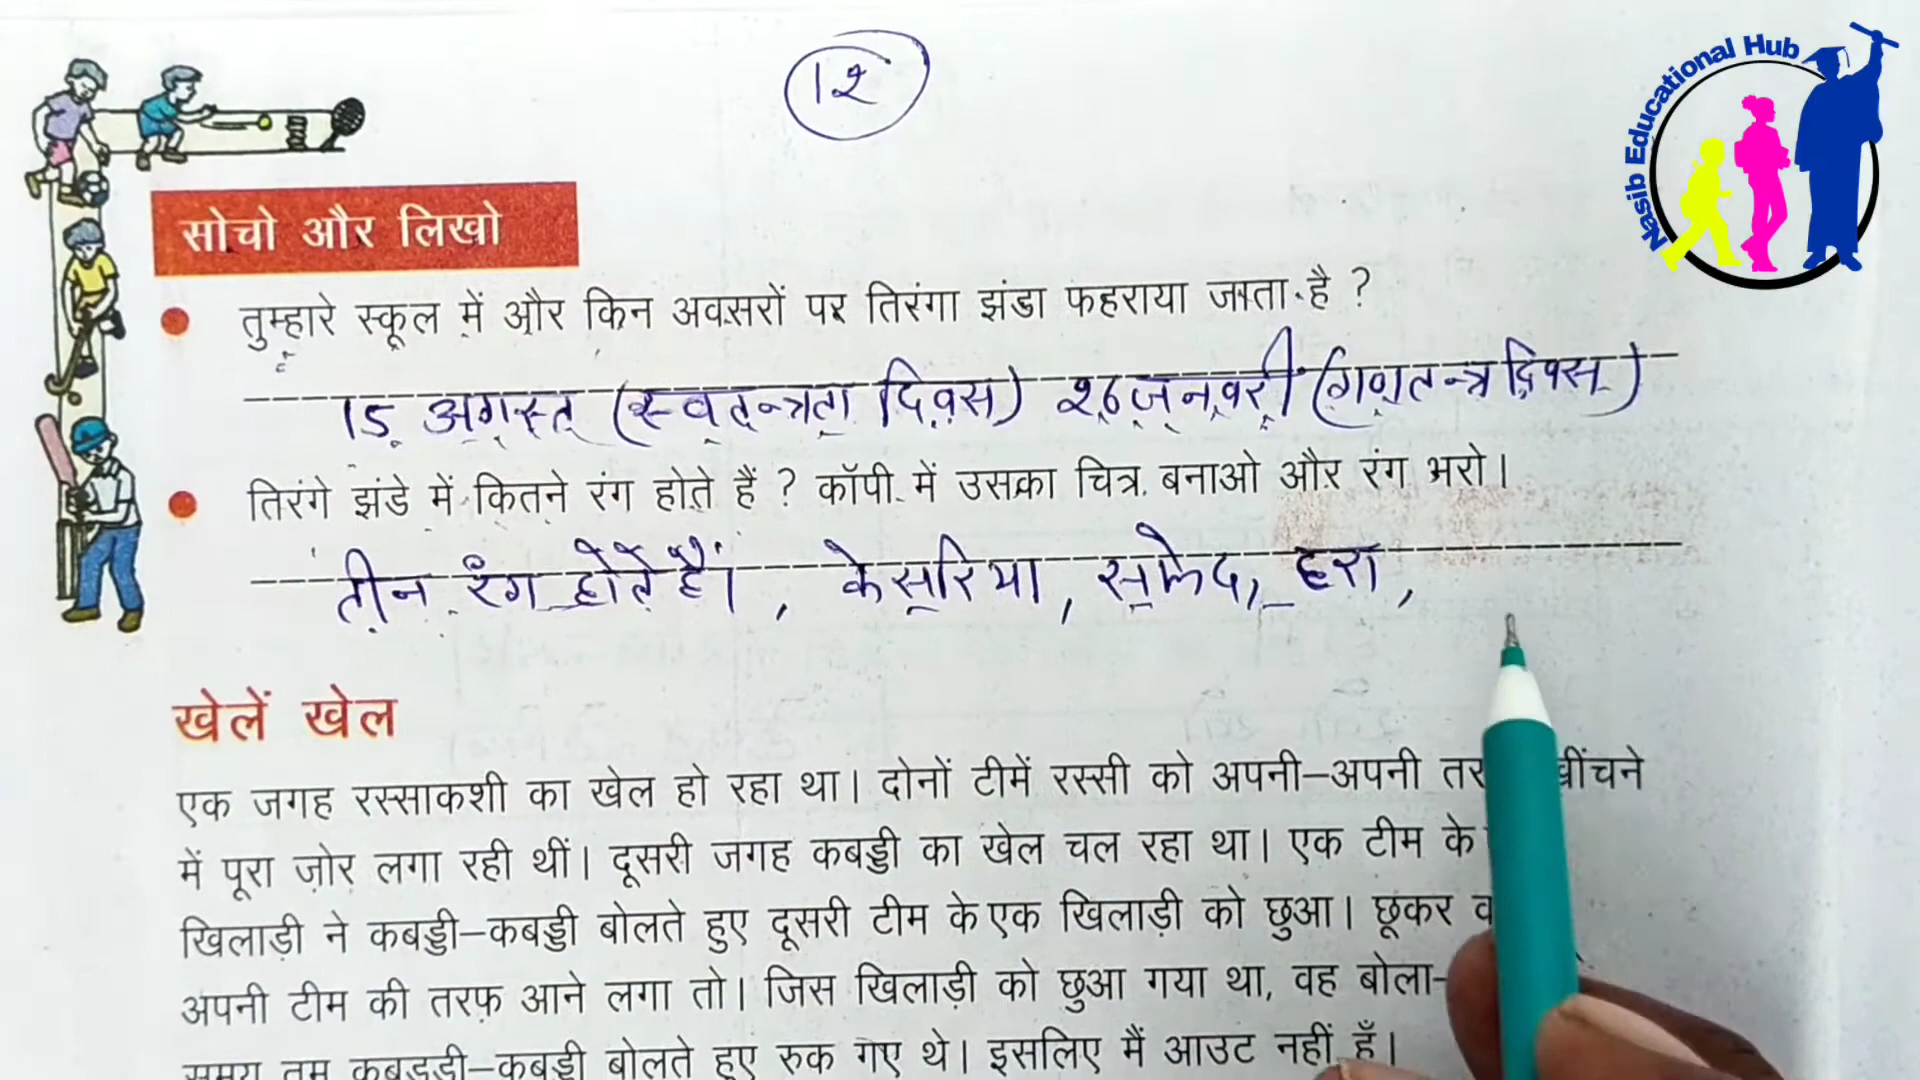 १२
Nasib Educational Hub
सोचो और लिखो
तुम्हारे स्कूल में और किन अवसरों पर तिरंगा झंडा फहराया जाता है ?
15 अगस्त (स्वतन्त्रता दिवस) २६ जनवरी (गणतन्त्र दिवस)
तिरंगे झंडे में कितने रंग होते हैं ? कॉपी में उसका चित्र बनाओ और रंग भरो।
तीन रंग होते हैं। , केसरिया, सफेद, हरा,
खेलें खेल
एक जगह रस्साकशी का खेल हो रहा था। दोनों टीमें रस्सी को अपनी–अपनी खींचने
में पूरा ज़ोर लगा रही थीं। दूसरी जगह कबड्डी का खेल चल रहा था। एक टीम के
खिलाड़ी ने कबड्डी–कबड्डी बोलते हुए दूसरी टीम के एक खिलाड़ी को छुआ। छूकर
अपनी टीम की तरफ़ आने लगा तो। जिस खिलाड़ी को छुआ गया था, वह बोला–
समय तुम कबड्डी–कबड्डी बोलते हुए रुक गए थे। इसलिए मैं आउट नहीं हूँ।